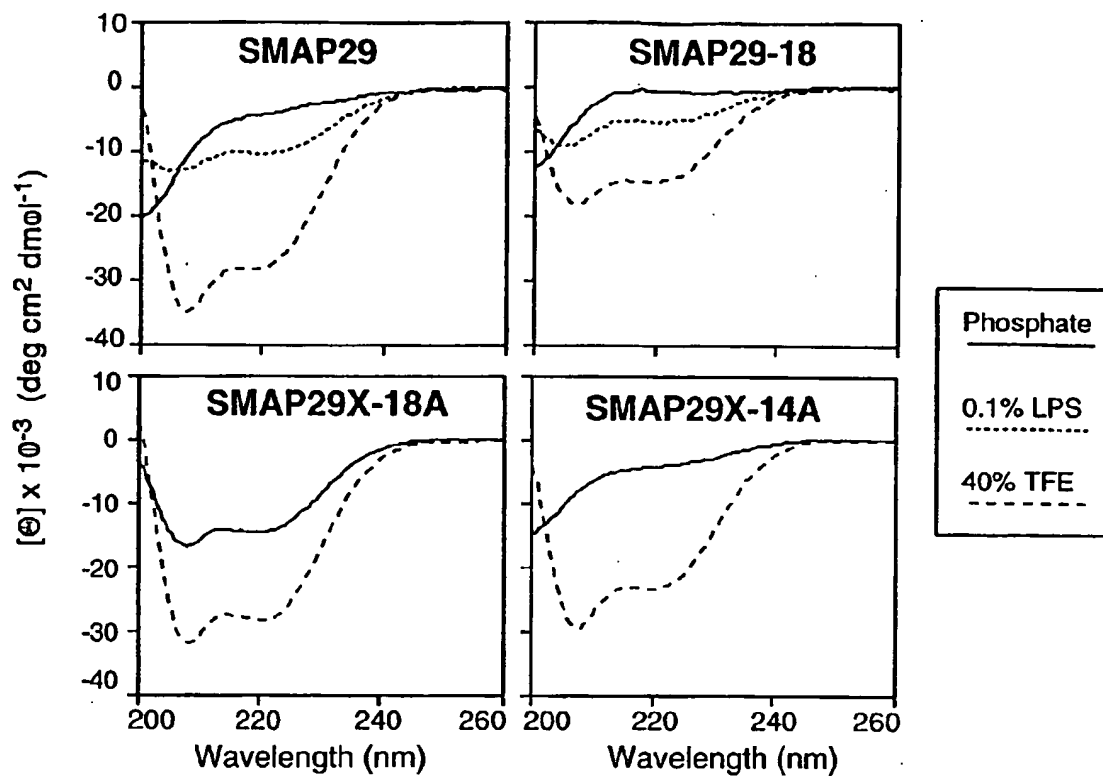 SMAP29
SMAP29-18
10
0
-10
-20
-30
-40
SMAP29X-18A
SMAP29X-14A
10
0
-10
-20
-30
-40
[Θ] x 10-3 (deg cm2 dmol-1)
200 220 240 260
200 220 240 260
Wavelength (nm)
Wavelength (nm)
Phosphate
0.1% LPS
40% TFE